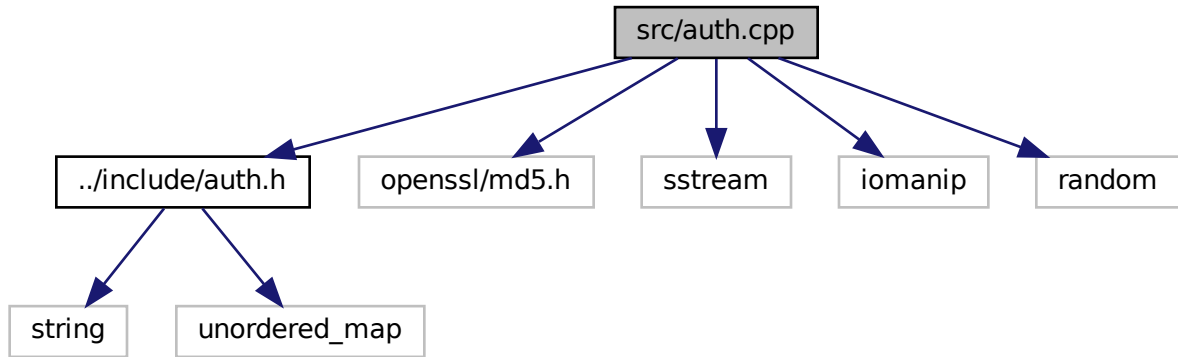 src/auth.cpp
../include/auth.h
openssl/md5.h
sstream
iomanip
random
string
unordered_map